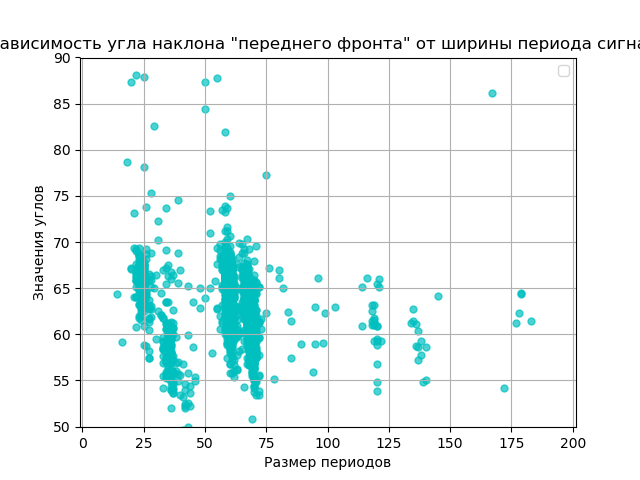 ависимость угла наклона "переднего фронта" от ширины периода сигна
90
85
80
75
70
65
60
55
50
Значения углов
0 25 50 75 100 125 150 175 200
Размер периодов